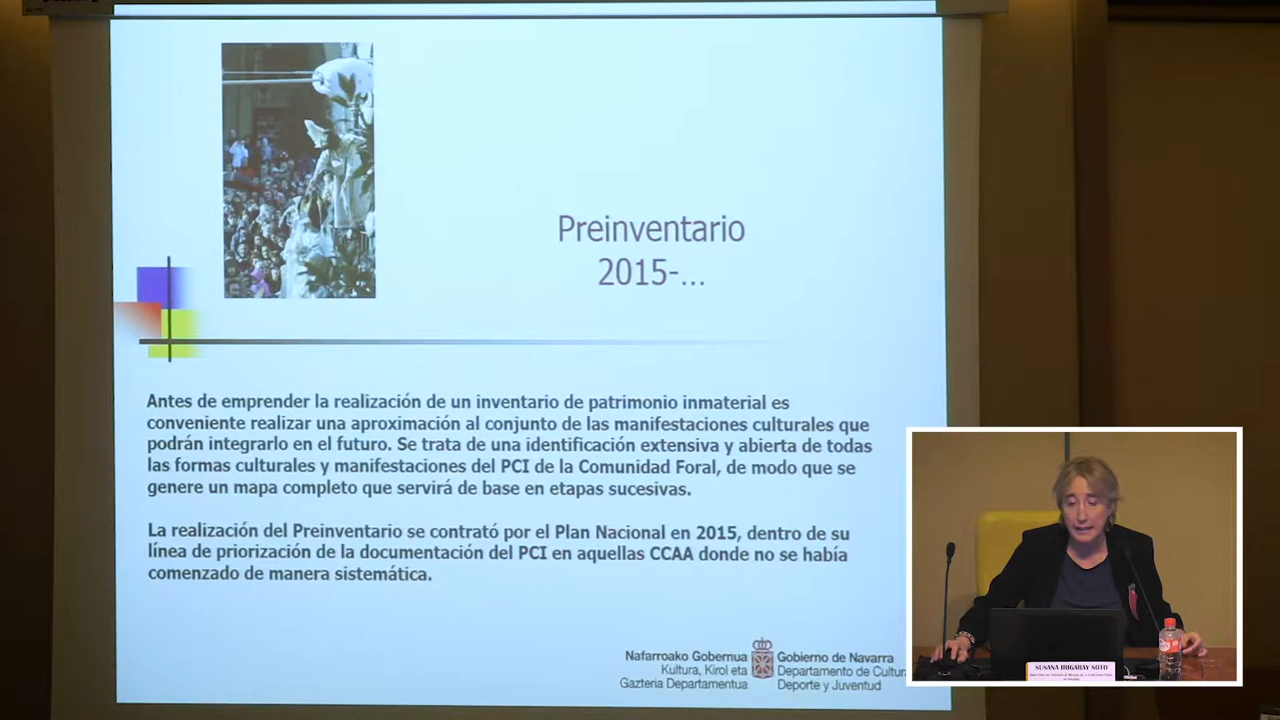 Preinventario
2015-...
Antes de emprender la realización de un inventario de patrimonio inmaterial es
conveniente realizar una aproximación al conjunto de las manifestaciones culturales que
podrán integrarlo en el futuro. Se trata de una identificación extensiva y abierta de todas
las formas culturales y manifestaciones del PCI de la Comunidad Foral, de modo que se
genere un mapa completo que servirá de base en etapas sucesivas.
La realización del Preinventario se contrató por el Plan Nacional en 2015, dentro de su
línea de priorización de la documentación del PCI en aquellas CCAA donde no se había
comenzado de manera sistemática.
Nafarroako Gobernua
Kultura, Kirol eta
Gazteria Departamentua
Gobierno de Navarra
Departamento de Cultura
Deporte y Juventud
SUSANA IRIGARAY SOTO